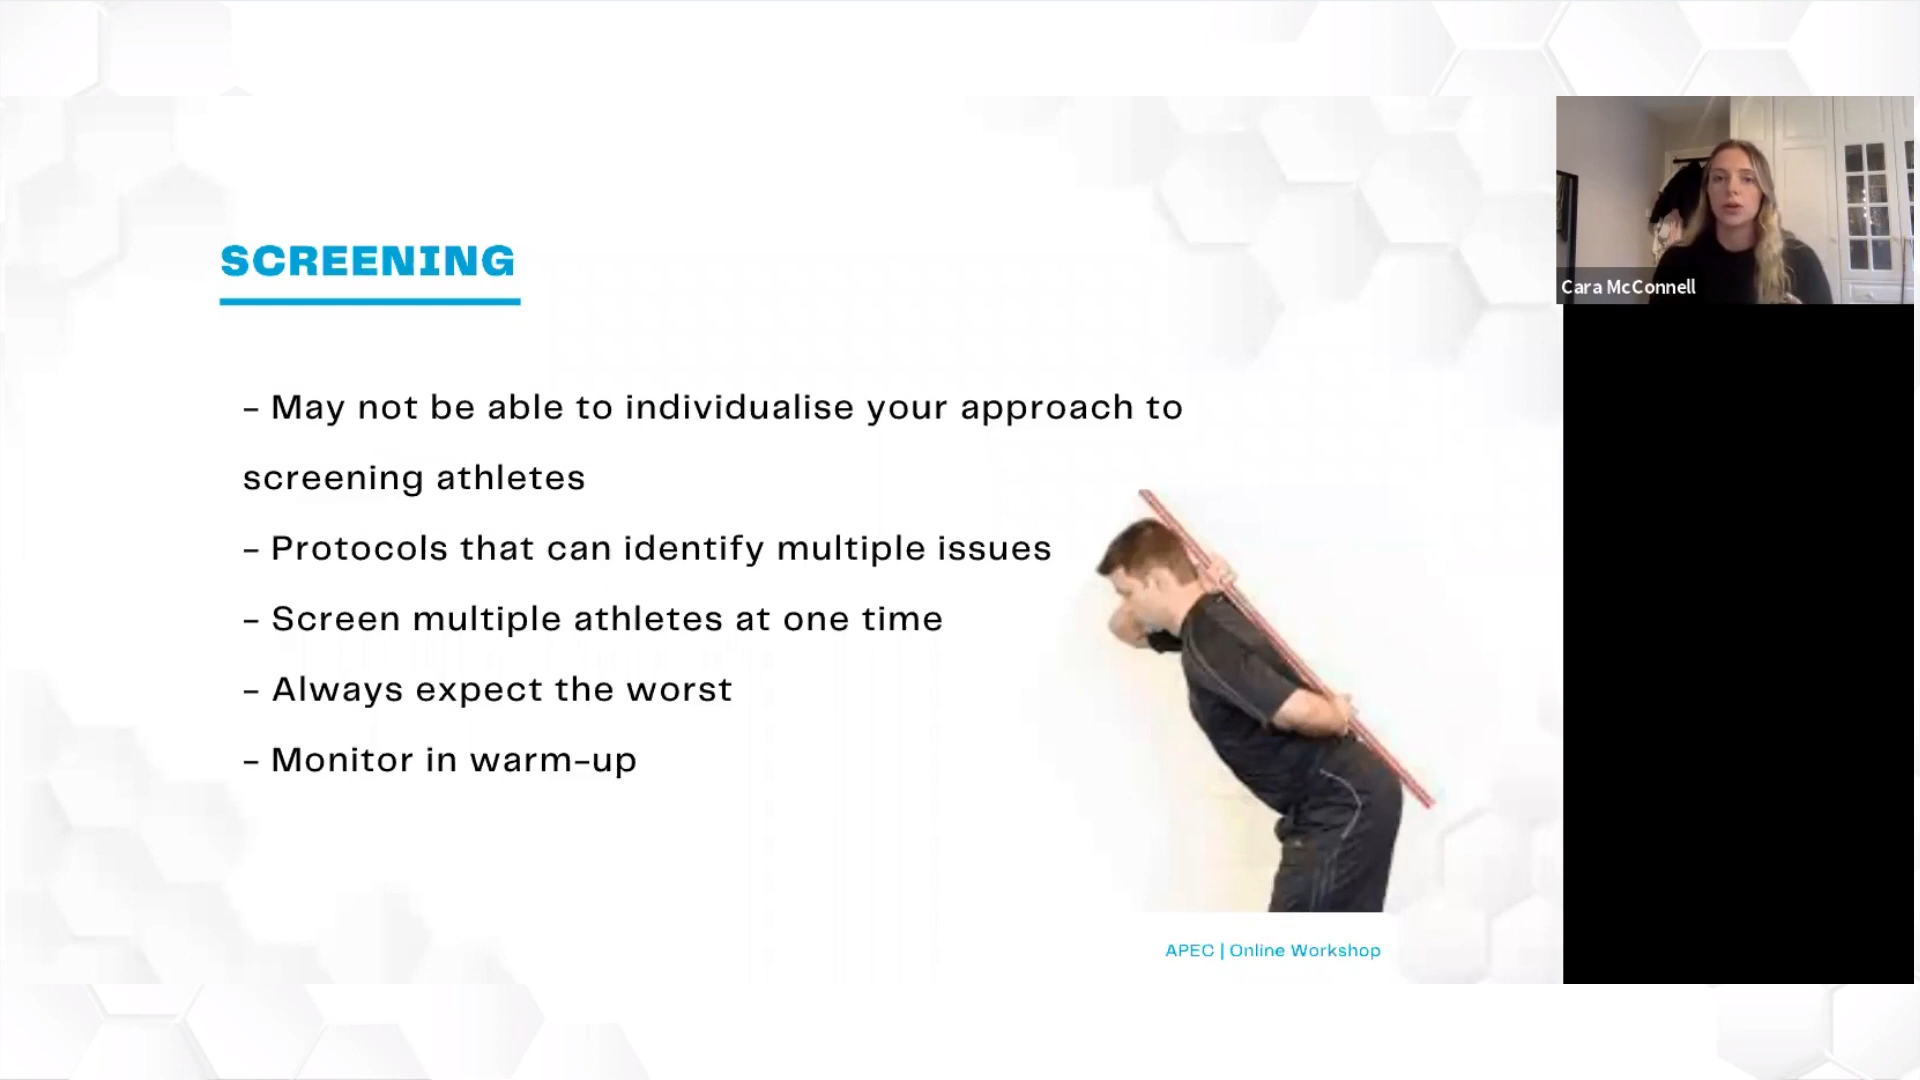 SCREENING
- May not be able to individualise your approach to
screening athletes
- Protocols that can identify multiple issues
- Screen multiple athletes at one time
- Always expect the worst
- Monitor in warm-up
APEC | Online Workshop
Cara McConnell